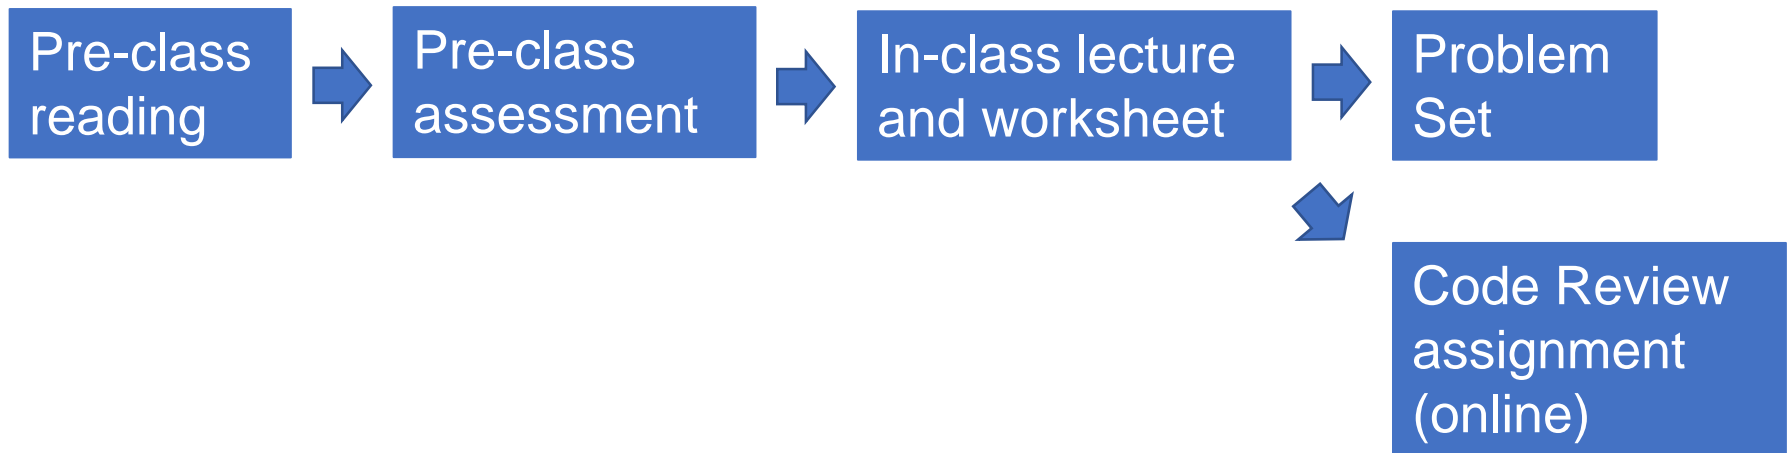 Pre-class
reading
Pre-class
assessment
In-class lecture
and worksheet
Problem
Set
Code Review
assignment
(online)